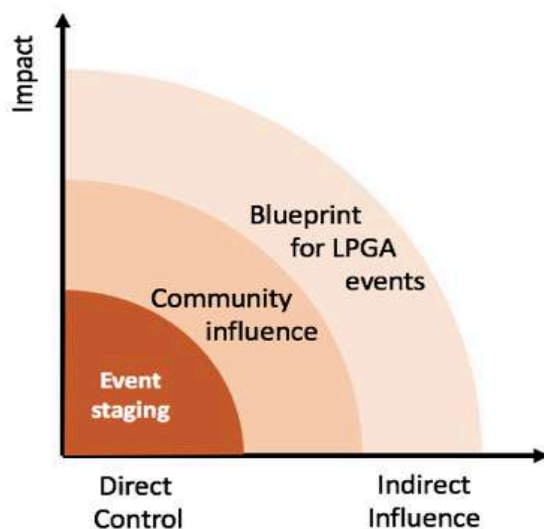 Impact
Blueprint
for LPGA
events
Community
influence
Event
staging
Direct
Control
Indirect
Influence